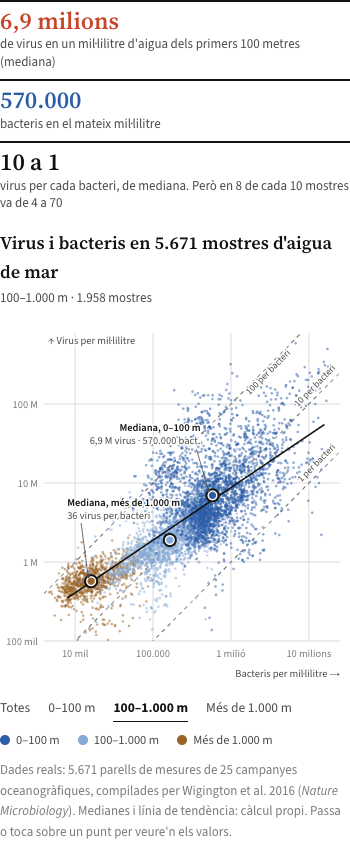 6,9 milions
de virus en un mil·lilitre d'aigua dels primers 100 metres
(mediana)
570.000
bacteris en el mateix mil·lilitre
10 a 1
virus per cada bacteri, de mediana. Però en 8 de cada 10 mostres
va de 4 a 70
Virus i bacteris en 5.671 mostres d'aigua
de mar
100–1.000 m · 1.958 mostres
↑ Virus per mil·lilitre
100 per bacteri
10 per bacteri
1 per bacteri
100 M
10 M
1 M
100 mil
Mediana, 0–100 m
6,9 M virus · 570.000 bact.
Mediana, més de 1.000 m
36 virus per bacteri
10 mil
100.000
1 milió
10 milions
Bacteris per mil·lilitre →
Totes 0–100 m 100–1.000 m Més de 1.000 m
0–100 m 100–1.000 m Més de 1.000 m
Dades reals: 5.671 parells de mesures de 25 campanyes
oceanogràfiques, compilades per Wigington et al. 2016 (Nature
Microbiology). Medianes i línia de tendència: càlcul propi. Passa
o toca sobre un punt per veure'n els valors.